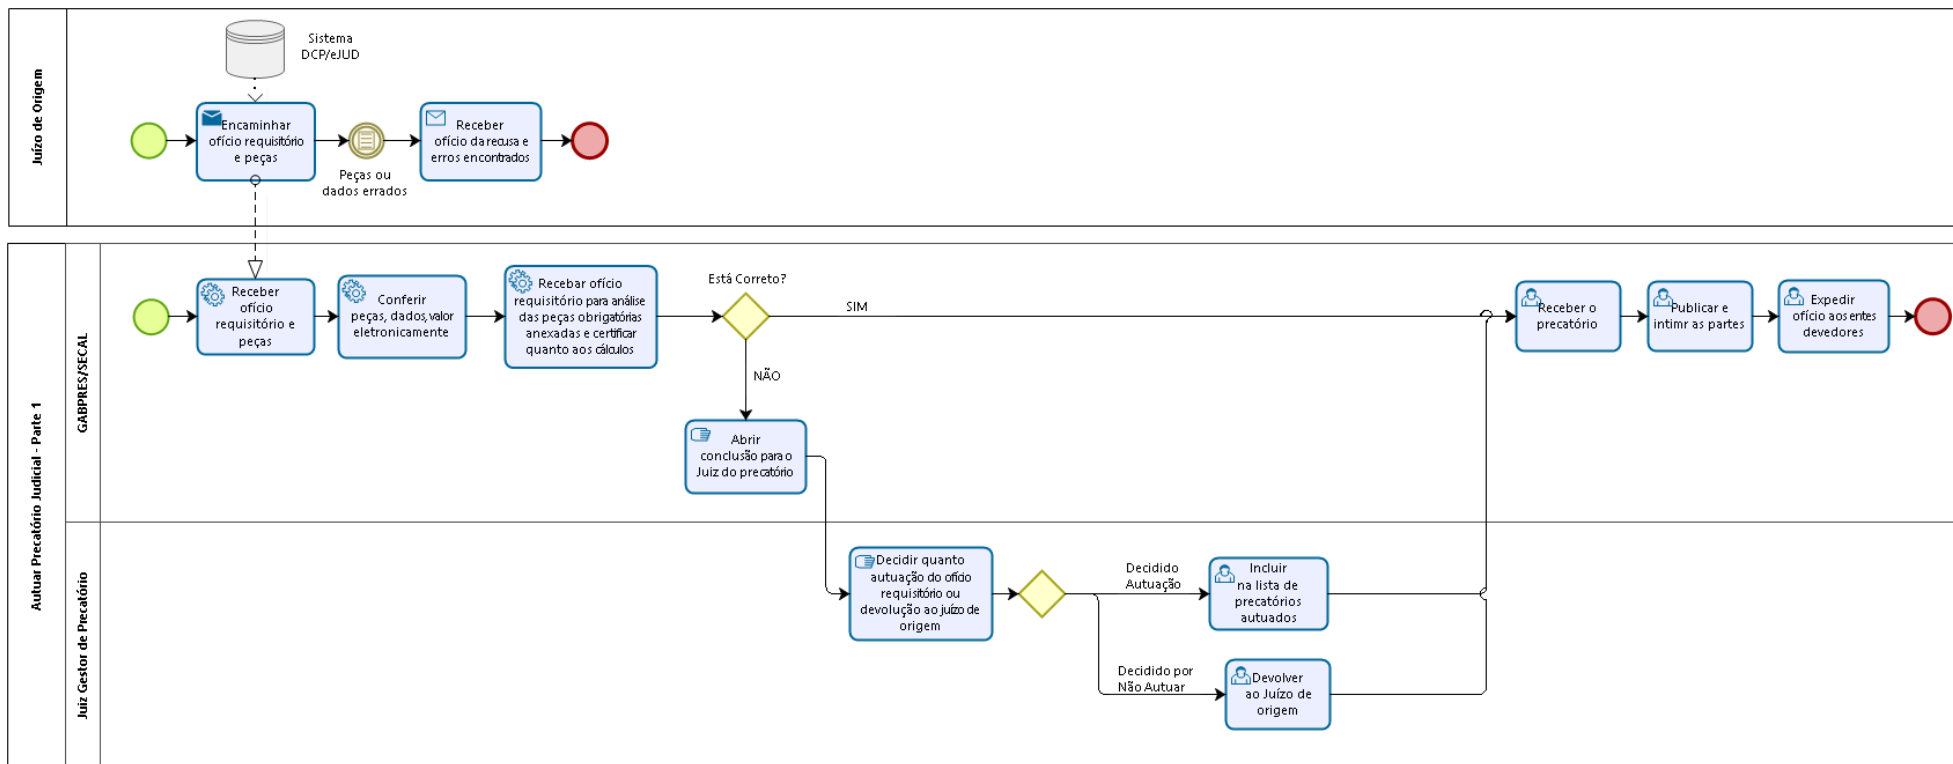 Juízo de Origem
Sistema
DCP/eJUD
Encaminhar
ofício requisitório
e peças
Peças ou
dados errados
Receber
ofício da recusa e
erros encontrados
Autuar Precatório Judicial - Parte 1
GABPRES/SECAL
Receber
ofício
requisitório e
peças
Conferir
peças, dados, valor
eletronicamente
Recebar ofício
requisitório para análise
das peças obrigatórias
anexadas e certificar
quanto aos cálculos
Está Correto?
SIM
NÃO
Abrir
conclusão para o
Juiz do precatório
Receber o
precatório
Publicar e
intimr as partes
Expedir
ofício aos entes
devedores
Juiz Gestor de Precatório
Decidir quanto
autuação do ofício
requisitório ou
devolução ao juízo de
origem
Decidido
Autuação
Incluir
na lista de
precatórios
autuados
Decidido por
Não Autuar
Devolver
ao Juízo de
origem